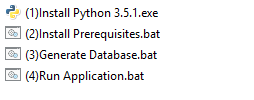 (1)Install Python 3.5.1.exe
(2)Install Prerequisites.bat
(3)Generate Database.bat
(4)Run Application.bat